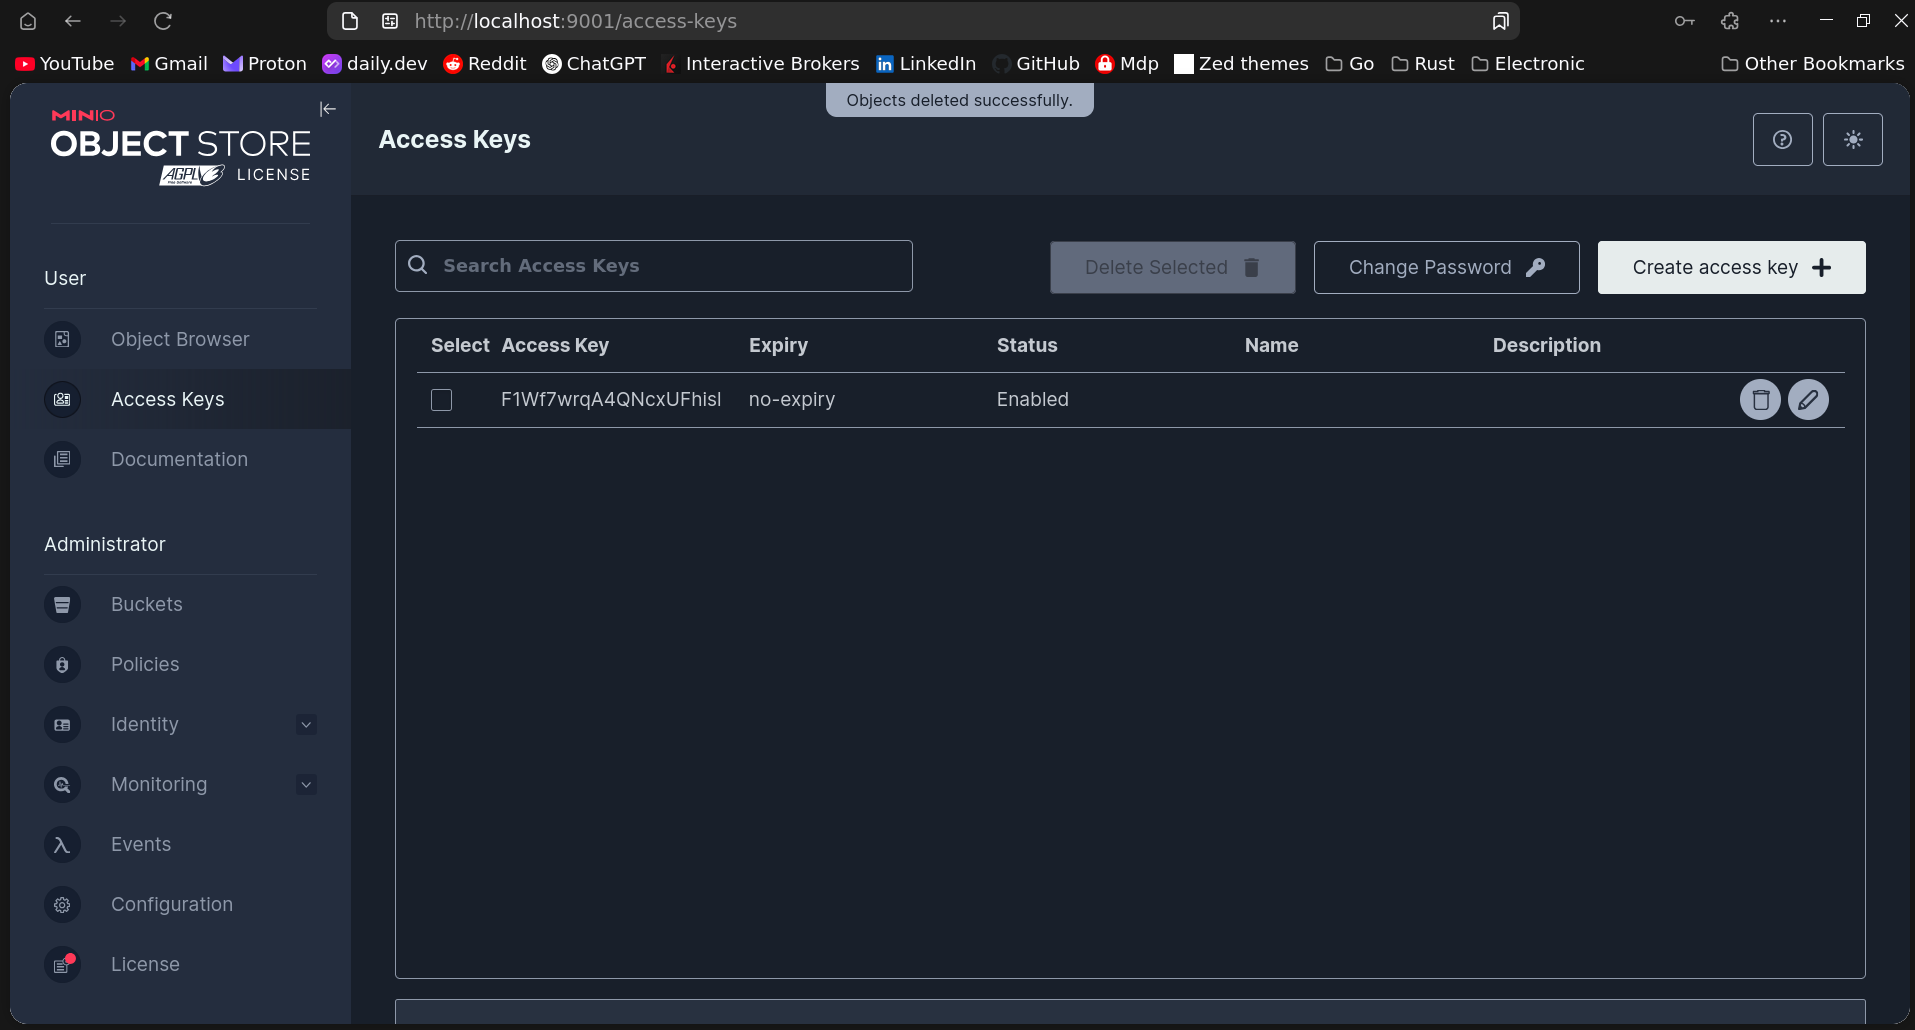 http://localhost:9001/access-keys
YouTube Gmail Proton daily.dev Reddit ChatGPT Interactive Brokers LinkedIn GitHub Mdp Zed themes Go Rust Electronic Other Bookmarks
Objects deleted successfully.
MINIO
OBJECT STORE
AGPL LICENSE
Access Keys
User
Object Browser
Access Keys
Documentation
Administrator
Buckets
Policies
Identity
Monitoring
Events
Configuration
License
Search Access Keys
Delete Selected
Change Password
Create access key
Select Access Key Expiry Status Name Description
F1Wf7wrqA4QNcxUFhisI no-expiry Enabled